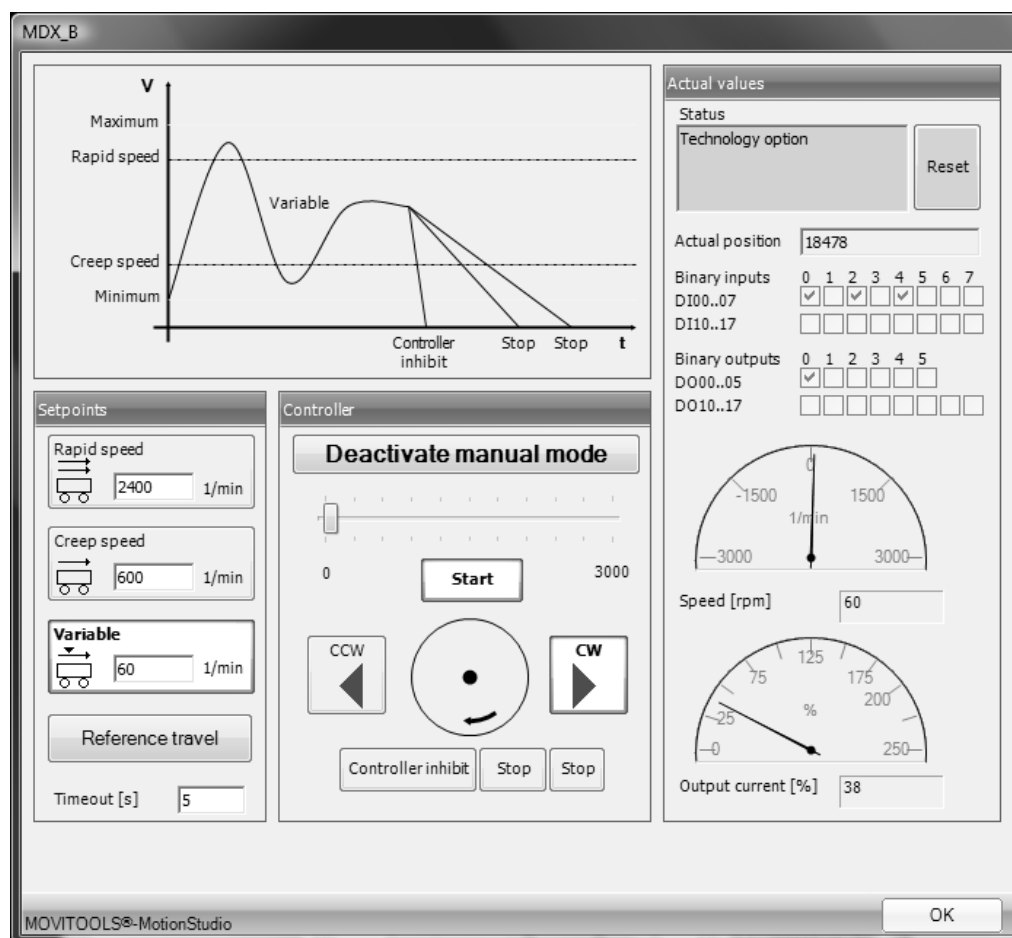 MDX_B
V
Maximum
Rapid speed
Variable
Creep speed
Minimum
Controller
inhibit
Stop
Stop
t
Setpoints
Rapid speed
2400
1/min
Creep speed
600
1/min
Variable
60
1/min
Reference travel
Timeout [s]
5
Controller
Deactivate manual mode
0
3000
Start
CCW
CW
Controller inhibit
Stop
Stop
Actual values
Status
Technology option
Reset
Actual position
18478
Binary inputs
0 1 2 3 4 5 6 7
DI00..07
DI10..17
Binary outputs
0 1 2 3 4 5
DO00..05
DO10..17
0
-1500
1500
1/min
-3000
3000
Speed [rpm]
60
125
75
175
200
25
%
0
250
Output current [%]
38
MOVITOOLS®-MotionStudio
OK